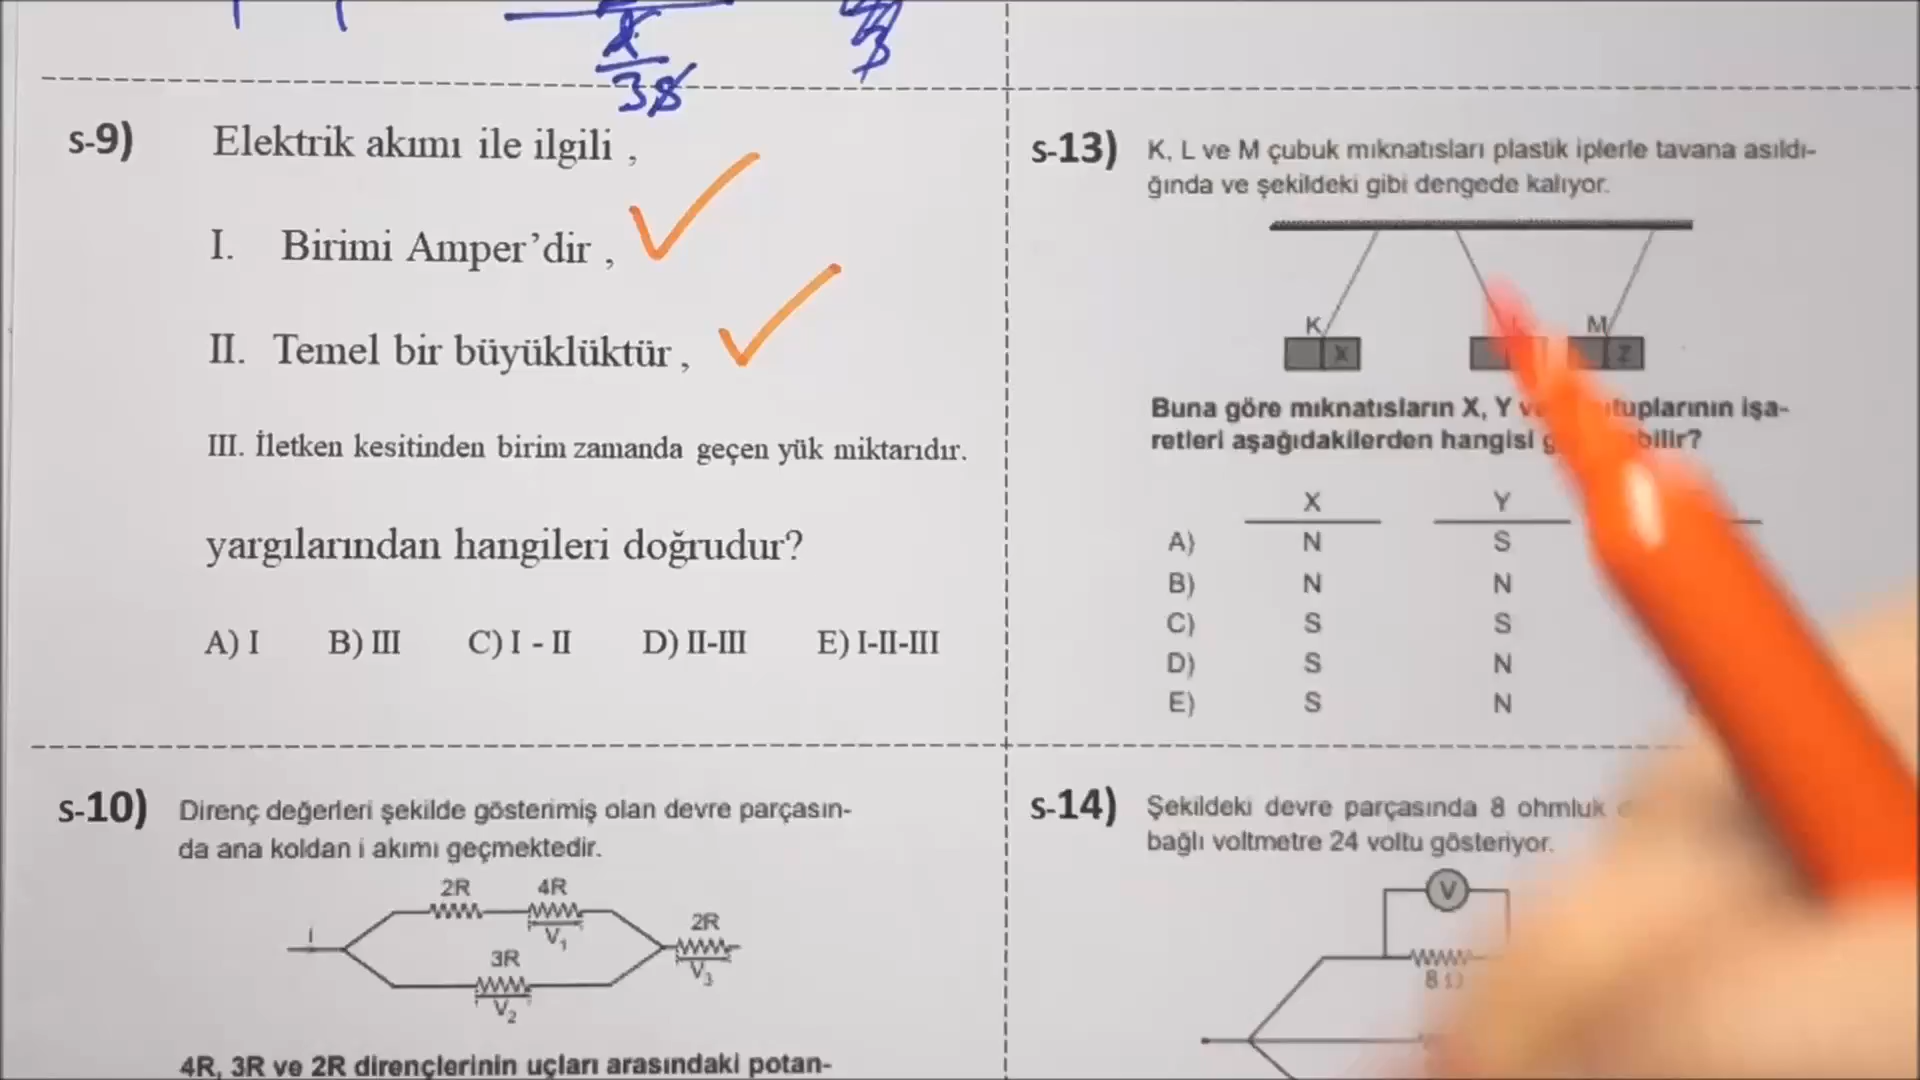 38
s-9) Elektrik akımı ile ilgili ,
I. Birimi Amper’dir ,
II. Temel bir büyüklüktür ,
III. İletken kesitinden birim zamanda geçen yük miktarıdır.
yargılarından hangileri doğrudur?
A) I B) III C) I - II D) II-III E) I-II-III
s-10) Direnç değerleri şekilde gösterimiş olan devre parçasın-
da ana koldan i akımı geçmektedir.
2R 4R
i V1 2R
3R V3
V2
4R, 3R ve 2R dirençlerinin uçları arasındaki potan-
s-13) K, L ve M çubuk mıknatısları plastik iplerle tavana asıldı-
ğında ve şekildeki gibi dengede kalıyor.
K M
X Z
Buna göre mıknatısların X, Y işa-
retleri aşağıdakilerden hangisi
X Y
A) N S
B) N N
C) S S
D) S N
E) S N
s-14) Şekildeki devre parçasında 8 ohmluk
bağlı voltmetre 24 voltu gösteriyor.
V
8 Ω